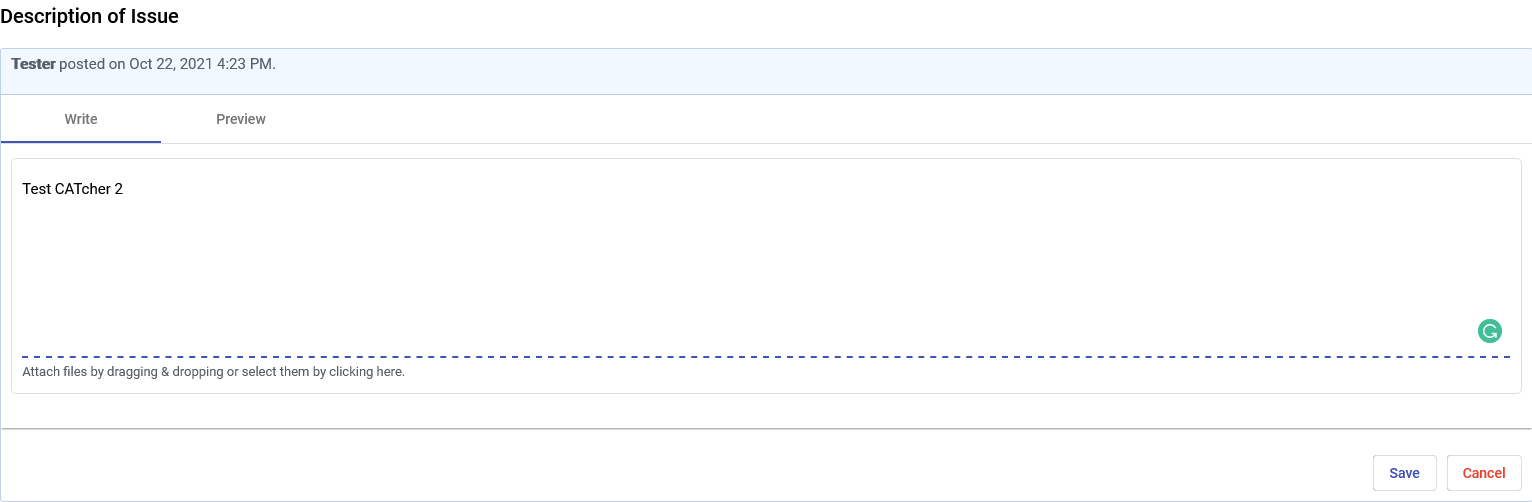 Description of Issue
Tester posted on Oct 22, 2021 4:23 PM.
Write Preview
Test CATcher 2
Attach files by dragging & dropping or select them by clicking here.
Save Cancel